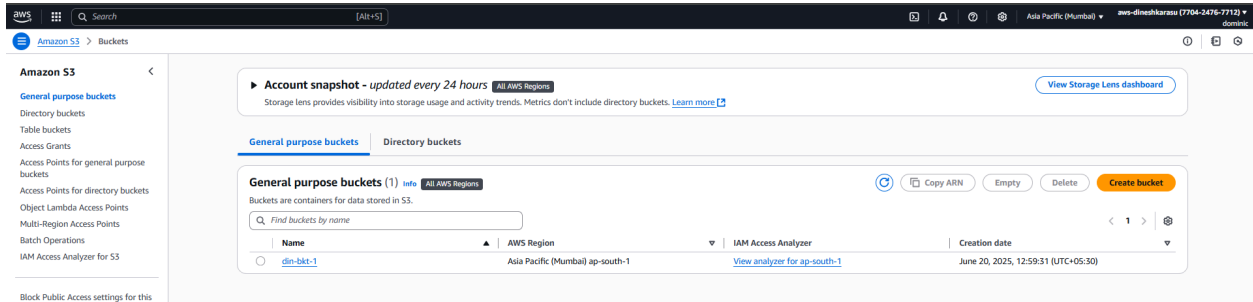 aws Search [Alt+S] Asia Pacific (Mumbai) ▼ aws-dineshkarasu (7704-2476-7712) ▼
dominic
Amazon S3 > Buckets
Amazon S3
General purpose buckets
Directory buckets
Table buckets
Access Grants
Access Points for general purpose
buckets
Access Points for directory buckets
Object Lambda Access Points
Multi-Region Access Points
Batch Operations
IAM Access Analyzer for S3
Block Public Access settings for this
Account snapshot - updated every 24 hours All AWS Regions View Storage Lens dashboard
Storage lens provides visibility into storage usage and activity trends. Metrics don't include directory buckets. Learn more
General purpose buckets Directory buckets
General purpose buckets (1) Info All AWS Regions Copy ARN Empty Delete Create bucket
Buckets are containers for data stored in S3.
Find buckets by name < 1 >
Name AWS Region IAM Access Analyzer Creation date
din-bkt-1 Asia Pacific (Mumbai) ap-south-1 View analyzer for ap-south-1 June 20, 2025, 12:59:31 (UTC+05:30)